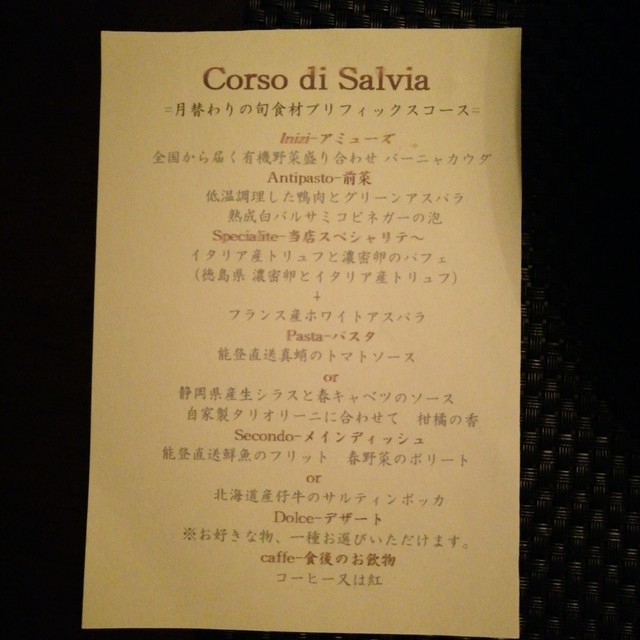 Corso di Salvia
=月替わりの旬食材プリフィックスコース=
Inizi-アミューズ
全国から届く有機野菜盛り合わせ バーニャカウダ
Antipasto-前菜
低温調理した鴨肉とグリーンアスパラ
熟成白バルサミコビネガーの泡
Specialite-当店スペシャリテ～
イタリア産トリュフと濃密卵のパフェ
(徳島県 濃密卵とイタリア産トリュフ)
+
フランス産ホワイトアスパラ
Pasta-パスタ
能登直送真蛸のトマトソース
or
静岡県産生シラスと春キャベツのソース
自家製タリオリーニに合わせて 柑橘の香
Secondo-メインディッシュ
能登直送鮮魚のフリット 春野菜のボリート
or
北海道産仔牛のサルティンボッカ
Dolce-デザート
※お好きな物、一種お選びいただけます。
caffe-食後のお飲物
コーヒー又は紅